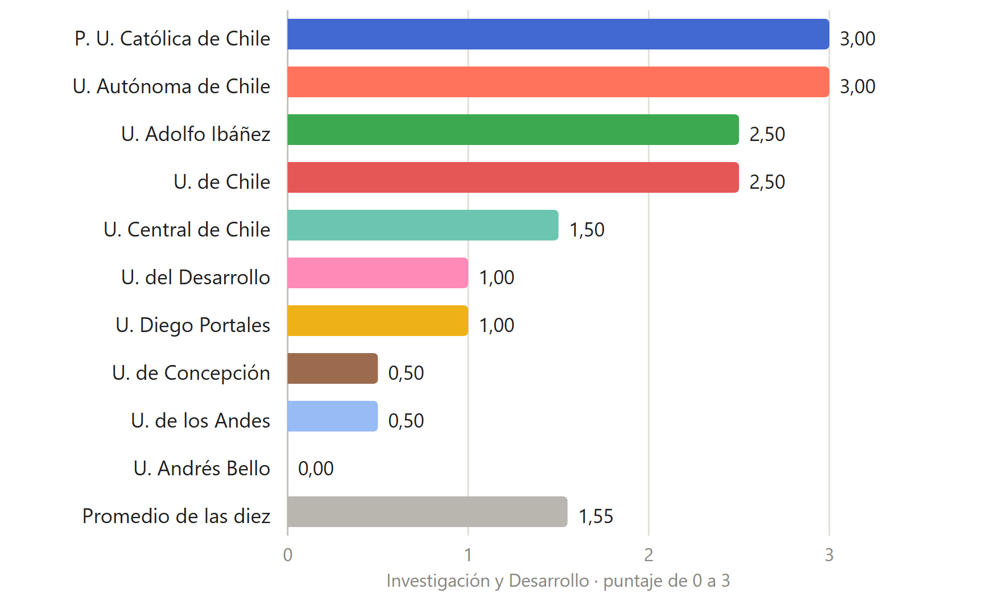 P. U. Católica de Chile 3,00
U. Autónoma de Chile 3,00
U. Adolfo Ibáñez 2,50
U. de Chile 2,50
U. Central de Chile 1,50
U. del Desarrollo 1,00
U. Diego Portales 1,00
U. de Concepción 0,50
U. de los Andes 0,50
U. Andrés Bello 0,00
Promedio de las diez 1,55
0 1 2 3
Investigación y Desarrollo · puntaje de 0 a 3